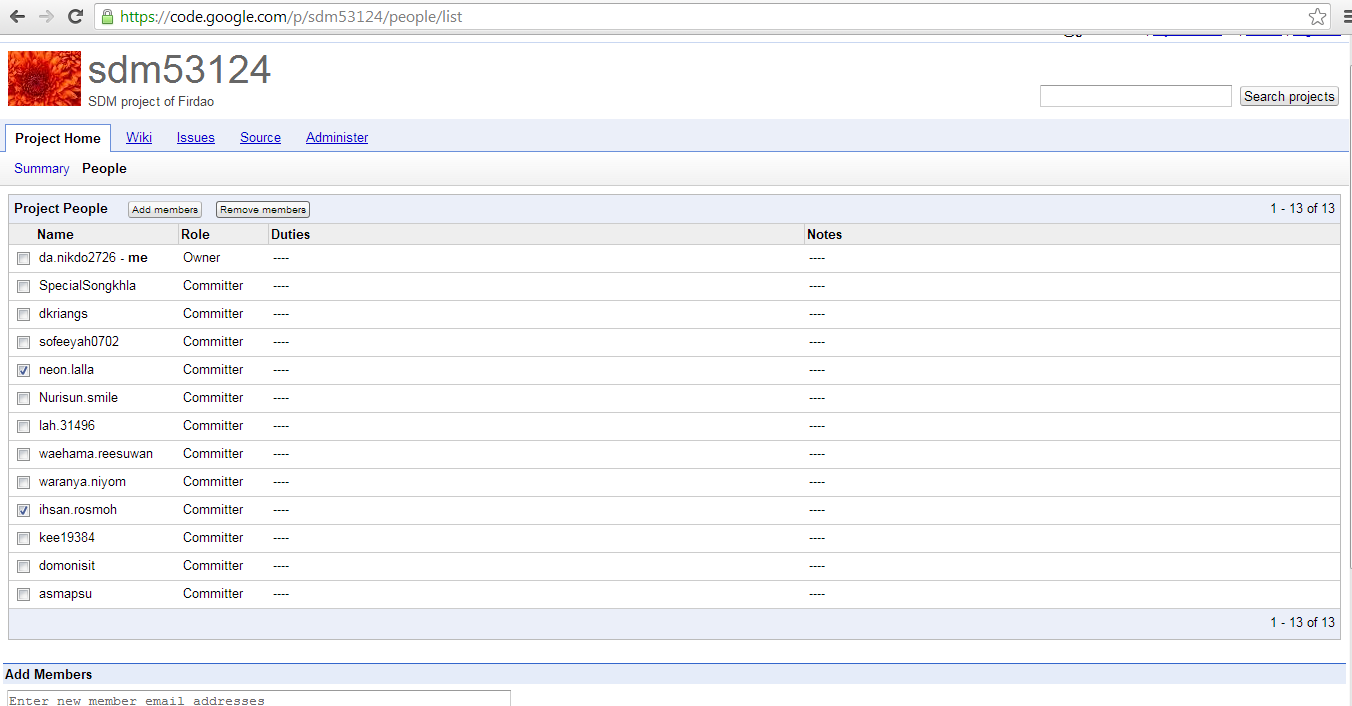 https://code.google.com/p/sdm53124/people/list
sdm53124
SDM project of Firdao
Search projects
Project Home Wiki Issues Source Administer
Summary People
Project People Add members Remove members 1 - 13 of 13
Name Role Duties Notes
da.nikdo2726 - me Owner ---- ----
SpecialSongkhla Committer ---- ----
dkriangs Committer ---- ----
sofeeyah0702 Committer ---- ----
neon.lalla Committer ---- ----
Nurisun.smile Committer ---- ----
lah.31496 Committer ---- ----
waehama.reesuwan Committer ---- ----
waranya.niyom Committer ---- ----
ihsan.rosmoh Committer ---- ----
kee19384 Committer ---- ----
domonisit Committer ---- ----
asmapsu Committer ---- ----
1 - 13 of 13
Add Members
Enter new member email addresses